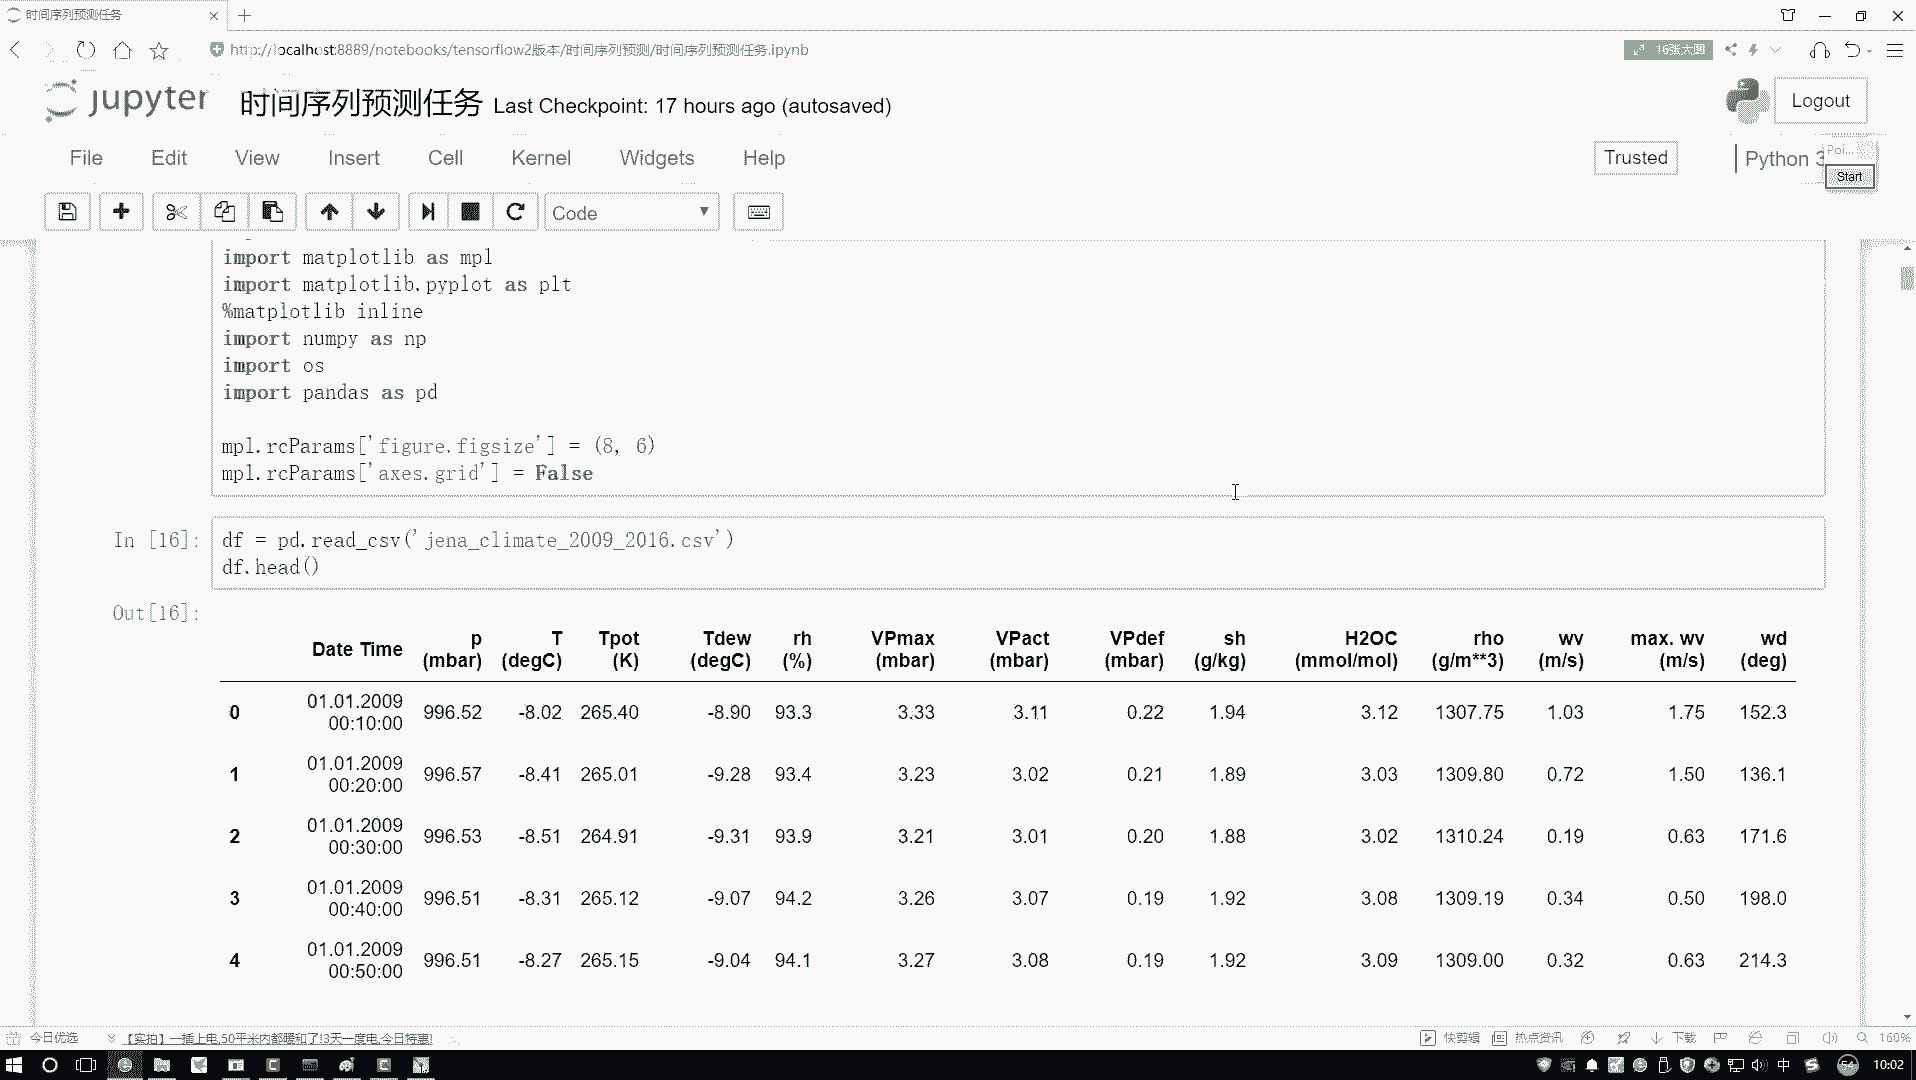 时间序列预测任务
http://localhost:8889/notebooks/tensorflow2版本/时间序列预测/时间序列预测任务.ipynb
16张大图
jupyter 时间序列预测任务 Last Checkpoint: 17 hours ago (autosaved)
Logout
File Edit View Insert Cell Kernel Widgets Help
Trusted
Python 3
Poi...
Start
Code
import matplotlib as mpl
import matplotlib.pyplot as plt
%matplotlib inline
import numpy as np
import os
import pandas as pd
mpl.rcParams['figure.figsize'] = (8, 6)
mpl.rcParams['axes.grid'] = False
In [16]:
df = pd.read_csv('jena_climate_2009_2016.csv')
df.head()
Out[16]:
Date Time p (mbar) T (degC) Tpot (K) Tdew (degC) rh (%) VPmax (mbar) VPact (mbar) VPdef (mbar) sh (g/kg) H2OC (mmol/mol) rho (g/m**3) wv (m/s) max. wv (m/s) wd (deg)
0 01.01.2009 00:10:00 996.52 -8.02 265.40 -8.90 93.3 3.33 3.11 0.22 1.94 3.12 1307.75 1.03 1.75 152.3
1 01.01.2009 00:20:00 996.57 -8.41 265.01 -9.28 93.4 3.23 3.02 0.21 1.89 3.03 1309.80 0.72 1.50 136.1
2 01.01.2009 00:30:00 996.53 -8.51 264.91 -9.31 93.9 3.21 3.01 0.20 1.88 3.02 1310.24 0.19 0.63 171.6
3 01.01.2009 00:40:00 996.51 -8.31 265.12 -9.07 94.2 3.26 3.07 0.19 1.92 3.08 1309.19 0.34 0.50 198.0
4 01.01.2009 00:50:00 996.51 -8.27 265.15 -9.04 94.1 3.27 3.08 0.19 1.92 3.09 1309.00 0.32 0.63 214.3
今日优选
【实拍】一插上电,50平米内都暖和了!3天一度电,今日特惠!
快剪辑
热点资讯
下载
160%
中
54
10:02